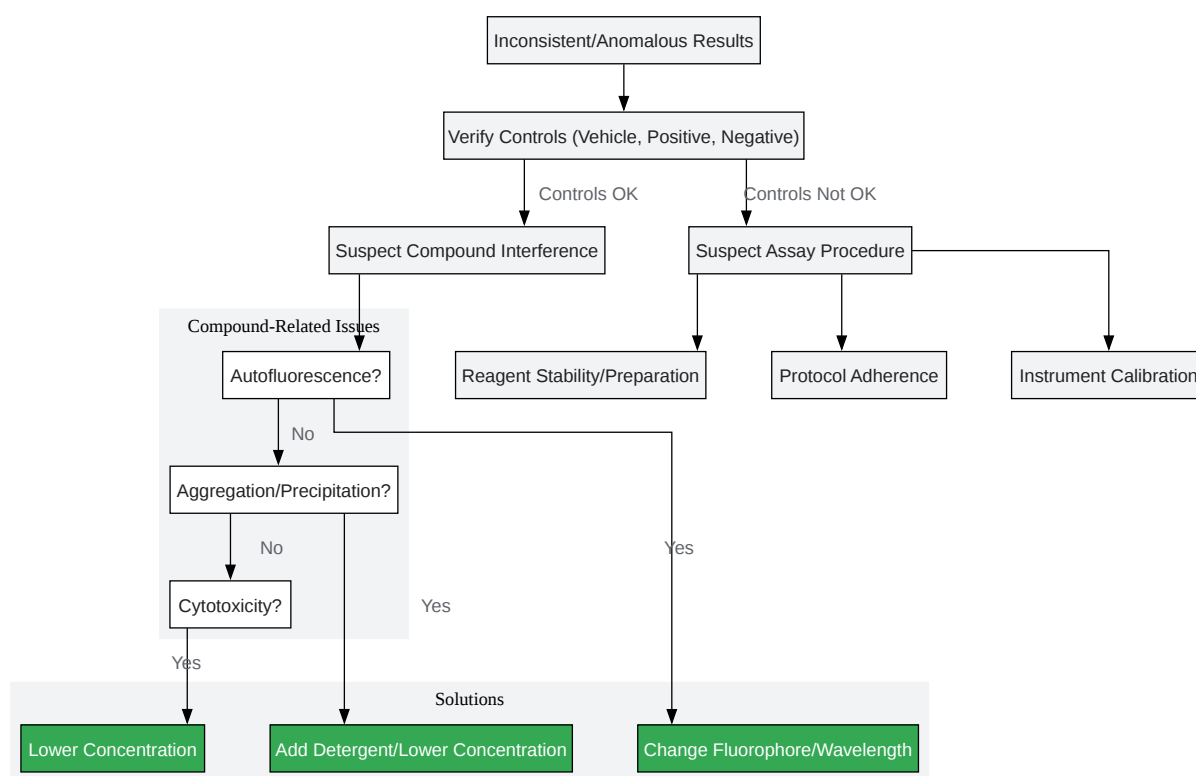 Inconsistent/Anomalous Results
Verify Controls (Vehicle, Positive, Negative)
Controls OK
Controls Not OK
Suspect Compound Interference
Suspect Assay Procedure
Compound-Related Issues
Autofluorescence?
Reagent Stability/Preparation
Protocol Adherence
Instrument Calibration
No
Aggregation/Precipitation?
No
Yes
Cytotoxicity?
Yes
Yes
Solutions
Lower Concentration
Add Detergent/Lower Concentration
Change Fluorophore/Wavelength